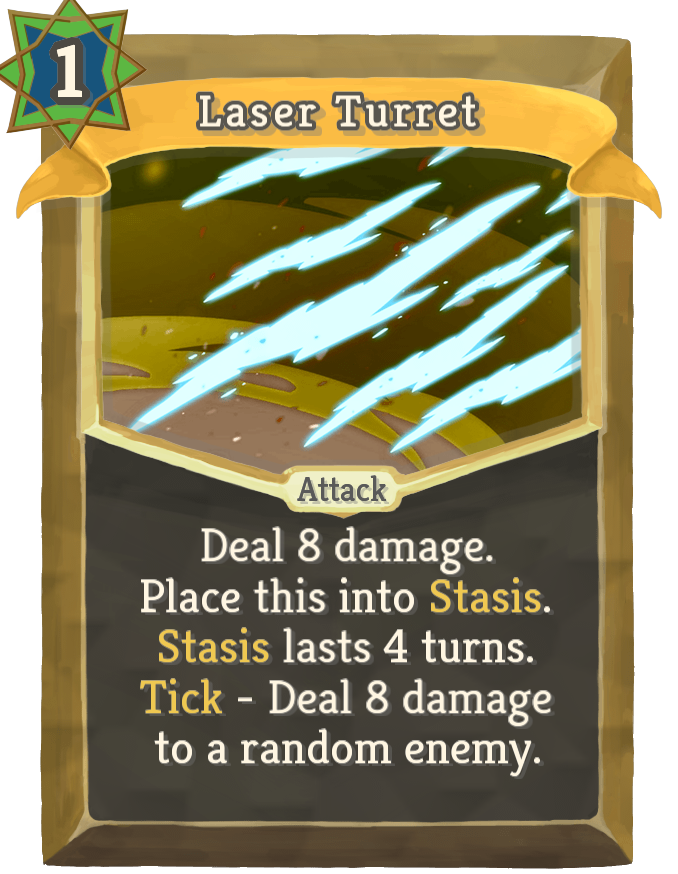 1
Laser Turret
Attack
Deal 8 damage.
Place this into Stasis.
Stasis lasts 4 turns.
Tick - Deal 8 damage
to a random enemy.